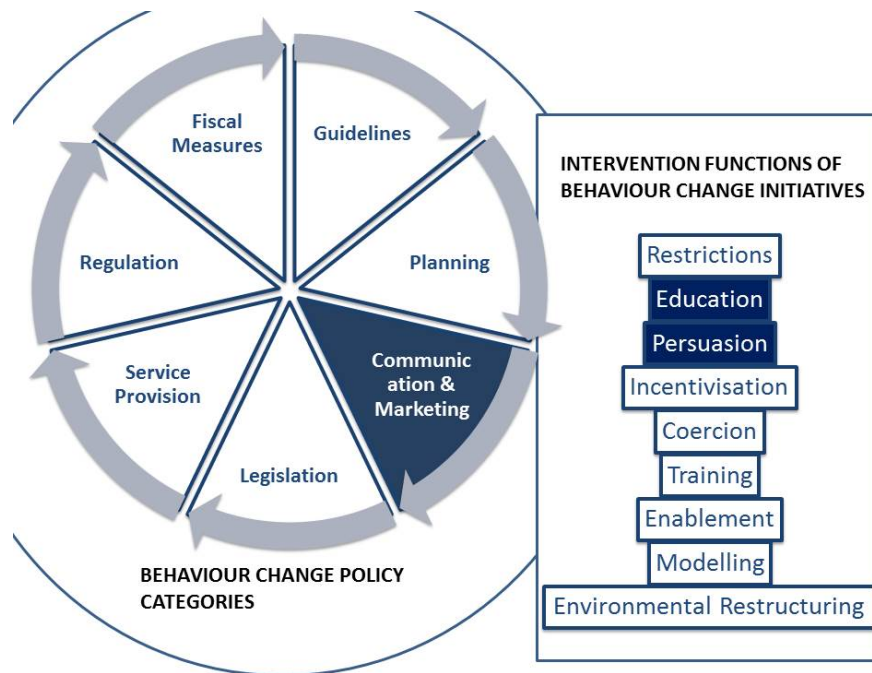 Fiscal
Measures
Guidelines
Planning
Communic
ation &
Marketing
Legislation
Service
Provision
Regulation
BEHAVIOUR CHANGE POLICY
CATEGORIES
INTERVENTION FUNCTIONS OF
BEHAVIOUR CHANGE INITIATIVES
Restrictions
Education
Persuasion
Incentivisation
Coercion
Training
Enablement
Modelling
Environmental Restructuring